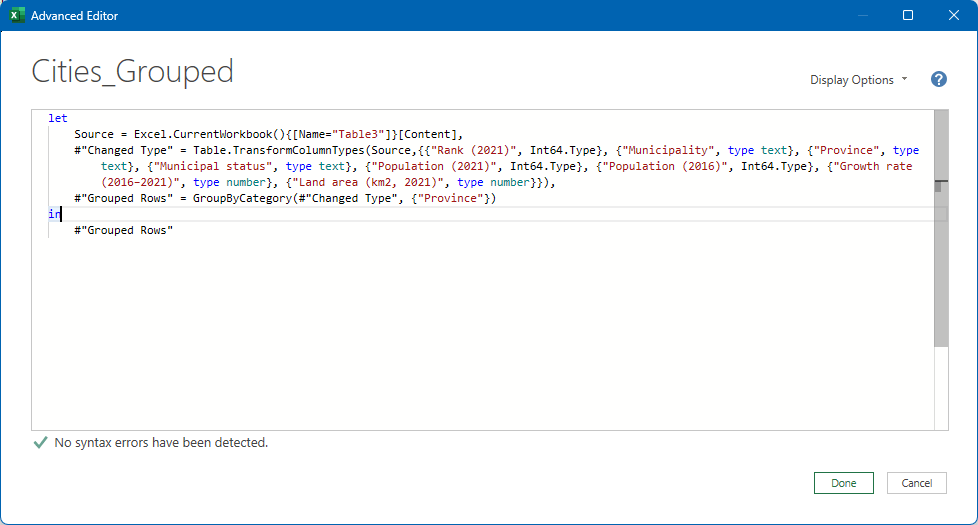 Advanced Editor
Cities_Grouped
Display Options
?
let
Source = Excel.CurrentWorkbook(){[Name="Table3"]}[Content],
#"Changed Type" = Table.TransformColumnTypes(Source,{{"Rank (2021)", Int64.Type}, {"Municipality", type text}, {"Province", type
text}, {"Municipal status", type text}, {"Population (2021)", Int64.Type}, {"Population (2016)", Int64.Type}, {"Growth rate
(2016–2021)", type number}, {"Land area (km2, 2021)", type number}}),
#"Grouped Rows" = GroupByCategory(#"Changed Type", {"Province"})
in
#"Grouped Rows"
No syntax errors have been detected.
Done
Cancel